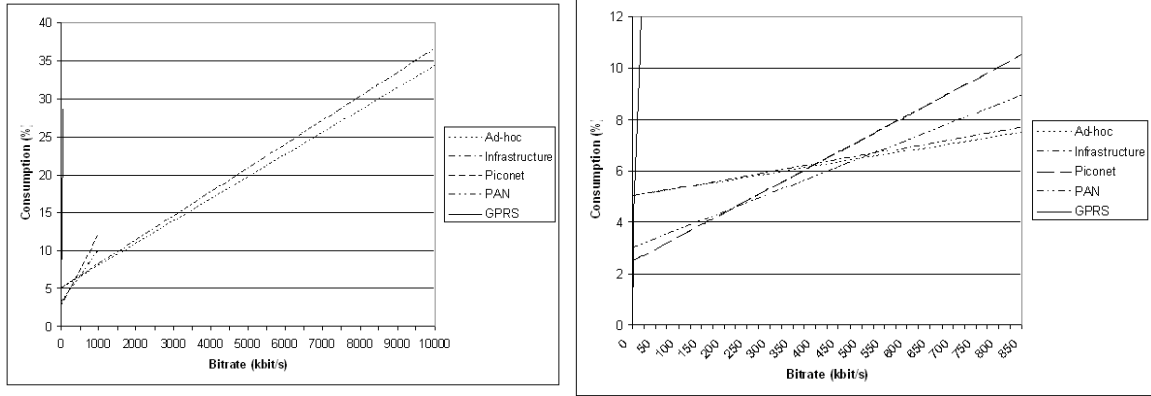 40
35
30
25
20
15
10
5
0
Consumption (%)
0 1000 2000 3000 4000 5000 6000 7000 8000 9000 10000
Bitrate (kbit/s)
Ad-hoc
Infrastructure
Piconet
PAN
GPRS
12
10
8
6
4
2
0
Consumption (%)
0 50 100 150 200 250 300 350 400 450 500 550 600 650 700 750 800 850
Bitrate (kbit/s)
Ad-hoc
Infrastructure
Piconet
PAN
GPRS